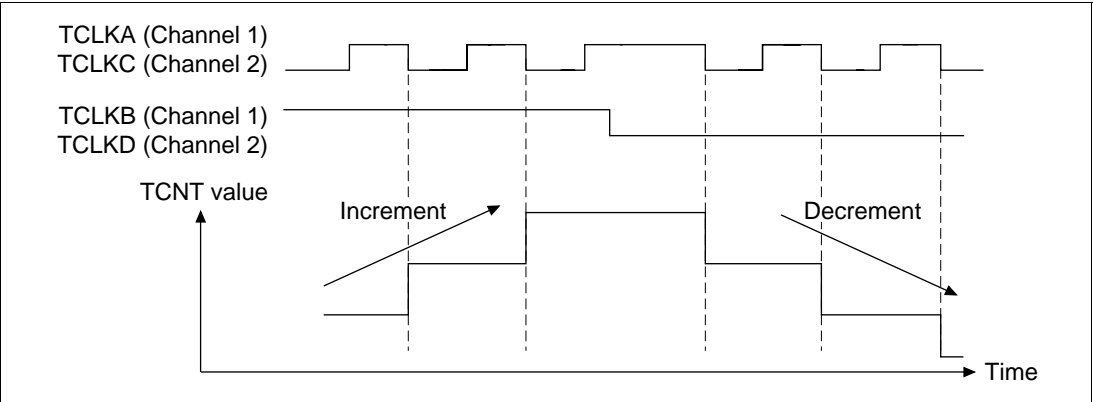 TCLKA (Channel 1)
TCLKC (Channel 2)
TCLKB (Channel 1)
TCLKD (Channel 2)
TCNT value
Increment
Decrement
Time